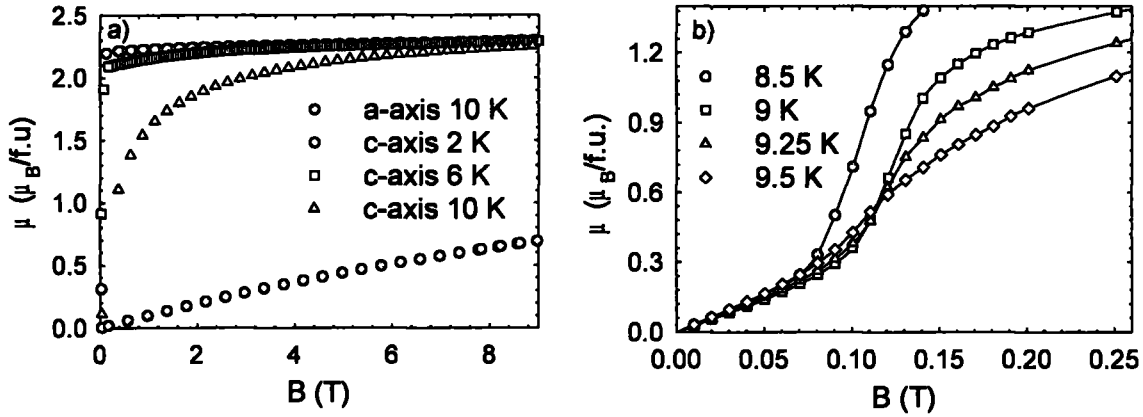 a)
2.5
2.0
1.5
1.0
0.5
0.0
μ (μB/f.u)
a-axis 10 K
c-axis 2 K
c-axis 6 K
c-axis 10 K
0 2 4 6 8
B (T)
b)
1.2
0.9
0.6
0.3
0.0
μ (μB/f.u.)
8.5 K
9 K
9.25 K
9.5 K
0.00 0.05 0.10 0.15 0.20 0.25
B (T)